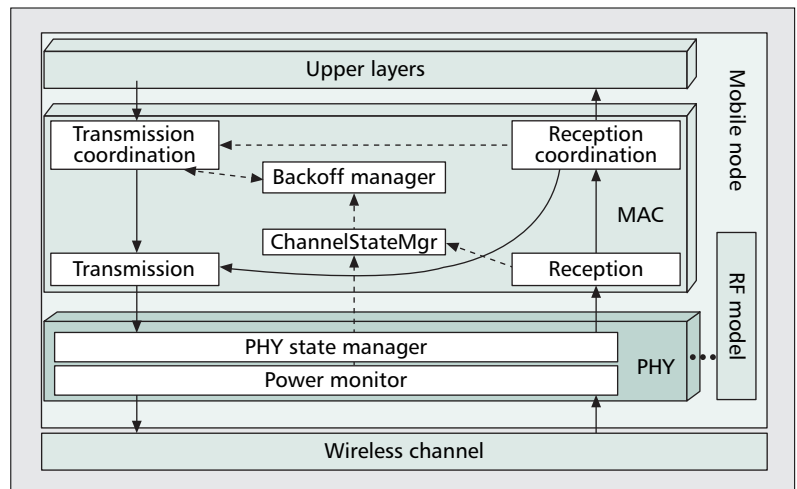 Upper layers
Mobile node
Transmission
coordination
Reception
coordination
Backoff manager
MAC
ChannelStateMgr
Transmission
Reception
RF model
PHY state manager
PHY
Power monitor
Wireless channel